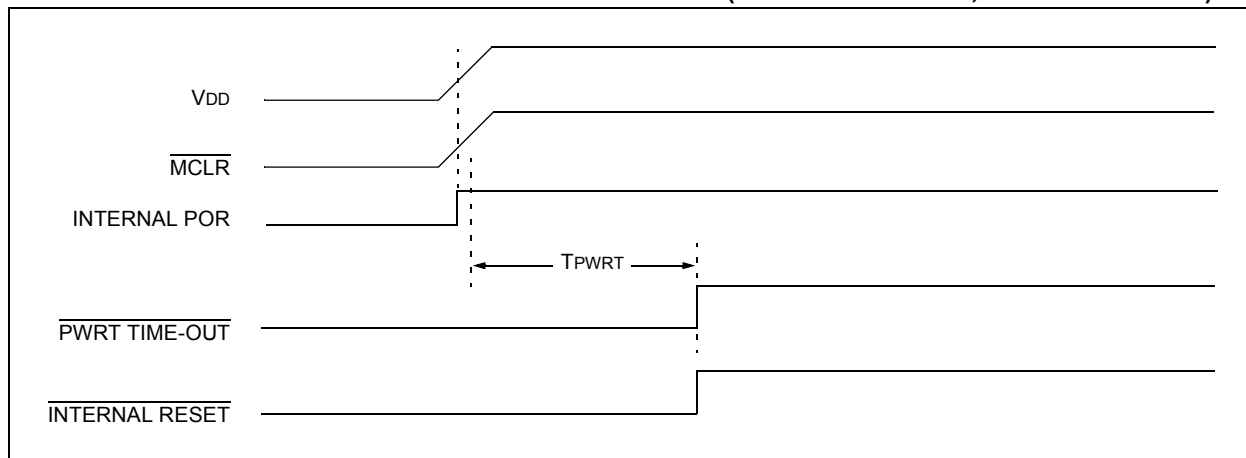 VDD
MCLR
INTERNAL POR
TPWRT
PWRT TIME-OUT
INTERNAL RESET